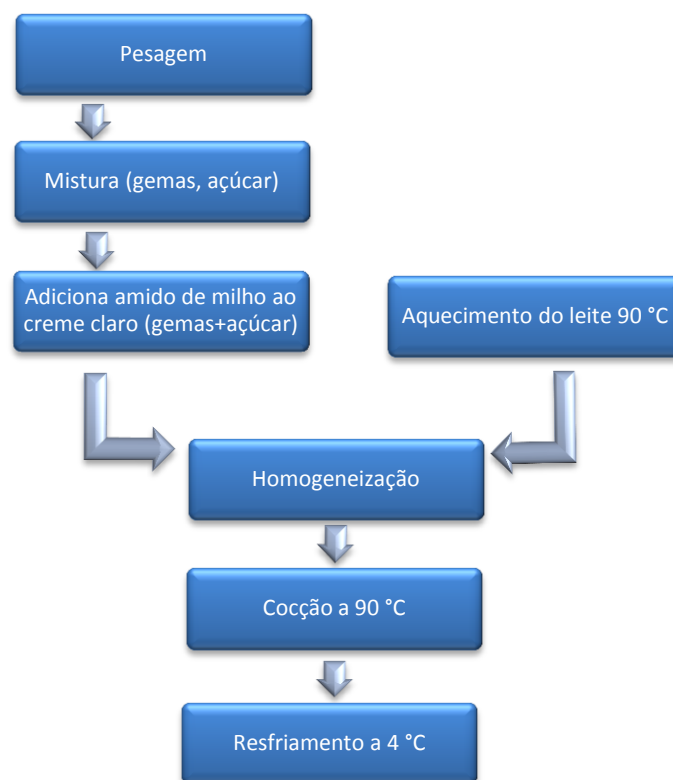 Pesagem
Mistura (gemas, açúcar)
Adiciona amido de milho ao
creme claro (gemas+açúcar)
Aquecimento do leite 90 °C
Homogeneização
Cocção a 90 °C
Resfriamento a 4 °C